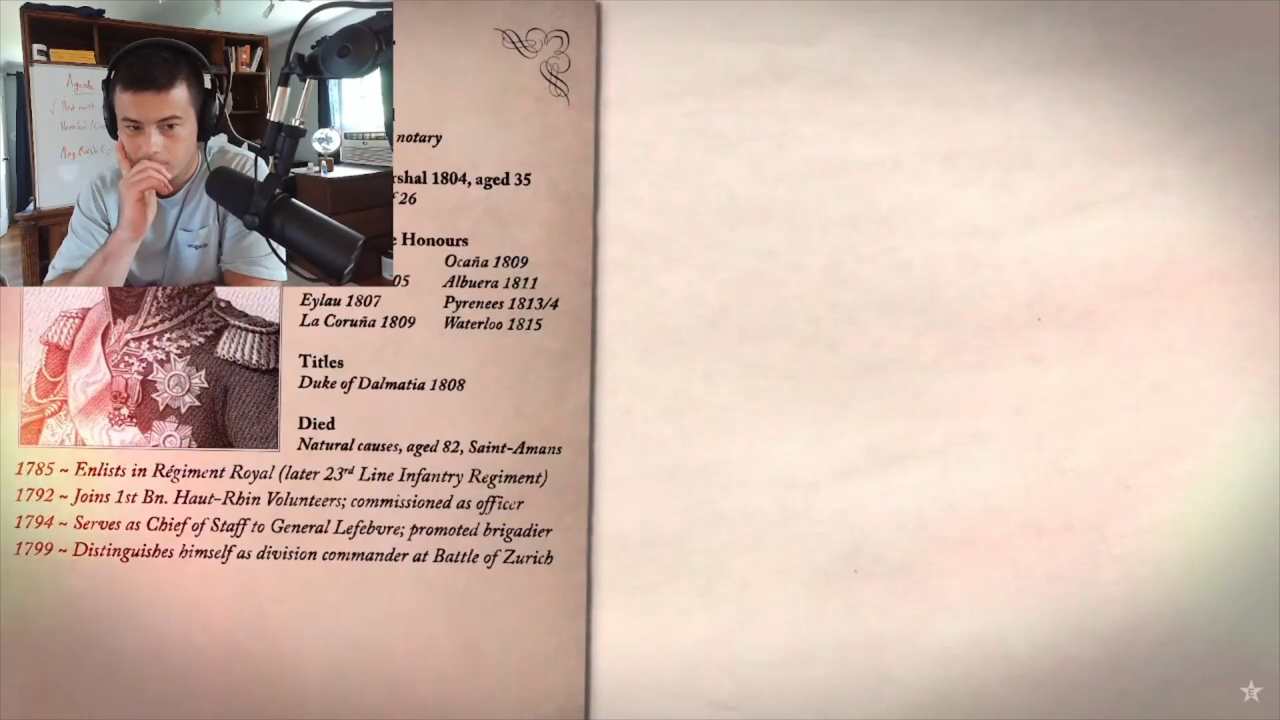 Agenda
notary
rshal 1804, aged 35
f 26
e Honours
Ocaña 1809
05 Albuera 1811
Eylau 1807 Pyrenees 1813/4
La Coruña 1809 Waterloo 1815
Titles
Duke of Dalmatia 1808
Died
Natural causes, aged 82, Saint-Amans
1785 ~ Enlists in Régiment Royal (later 23rd Line Infantry Regiment)
1792 ~ Joins 1st Bn. Haut-Rhin Volunteers; commissioned as officer
1794 ~ Serves as Chief of Staff to General Lefebvre; promoted brigadier
1799 ~ Distinguishes himself as division commander at Battle of Zurich
E